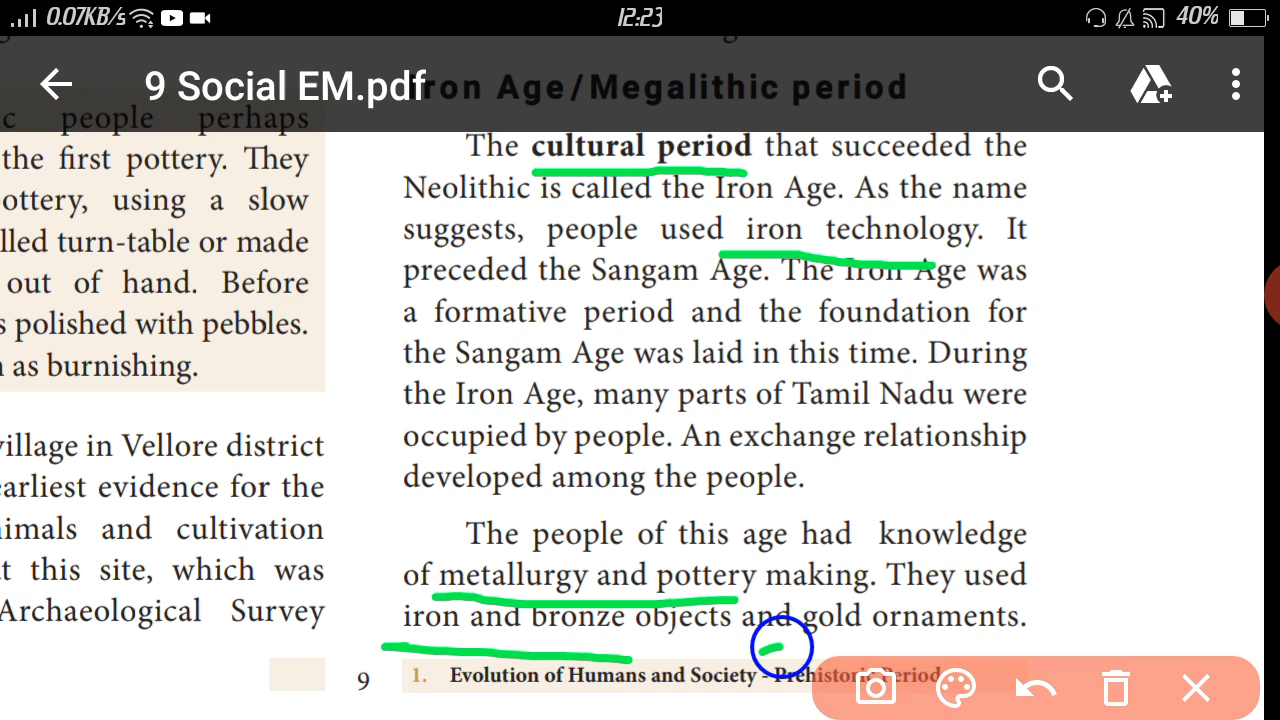 0.07KB/s
12:23
40%
9 Social EM.pdf
ron Age/Megalithic period
c people perhaps
the first pottery. They
ottery, using a slow
lled turn-table or made
out of hand. Before
s polished with pebbles.
as burnishing.
village in Vellore district
earliest evidence for the
nimals and cultivation
t this site, which was
Archaeological Survey
The cultural period that succeeded the
Neolithic is called the Iron Age. As the name
suggests, people used iron technology. It
preceded the Sangam Age. The Iron Age was
a formative period and the foundation for
the Sangam Age was laid in this time. During
the Iron Age, many parts of Tamil Nadu were
occupied by people. An exchange relationship
developed among the people.
The people of this age had knowledge
of metallurgy and pottery making. They used
iron and bronze objects and gold ornaments.
9
1. Evolution of Humans and Society - Prehistoric Period